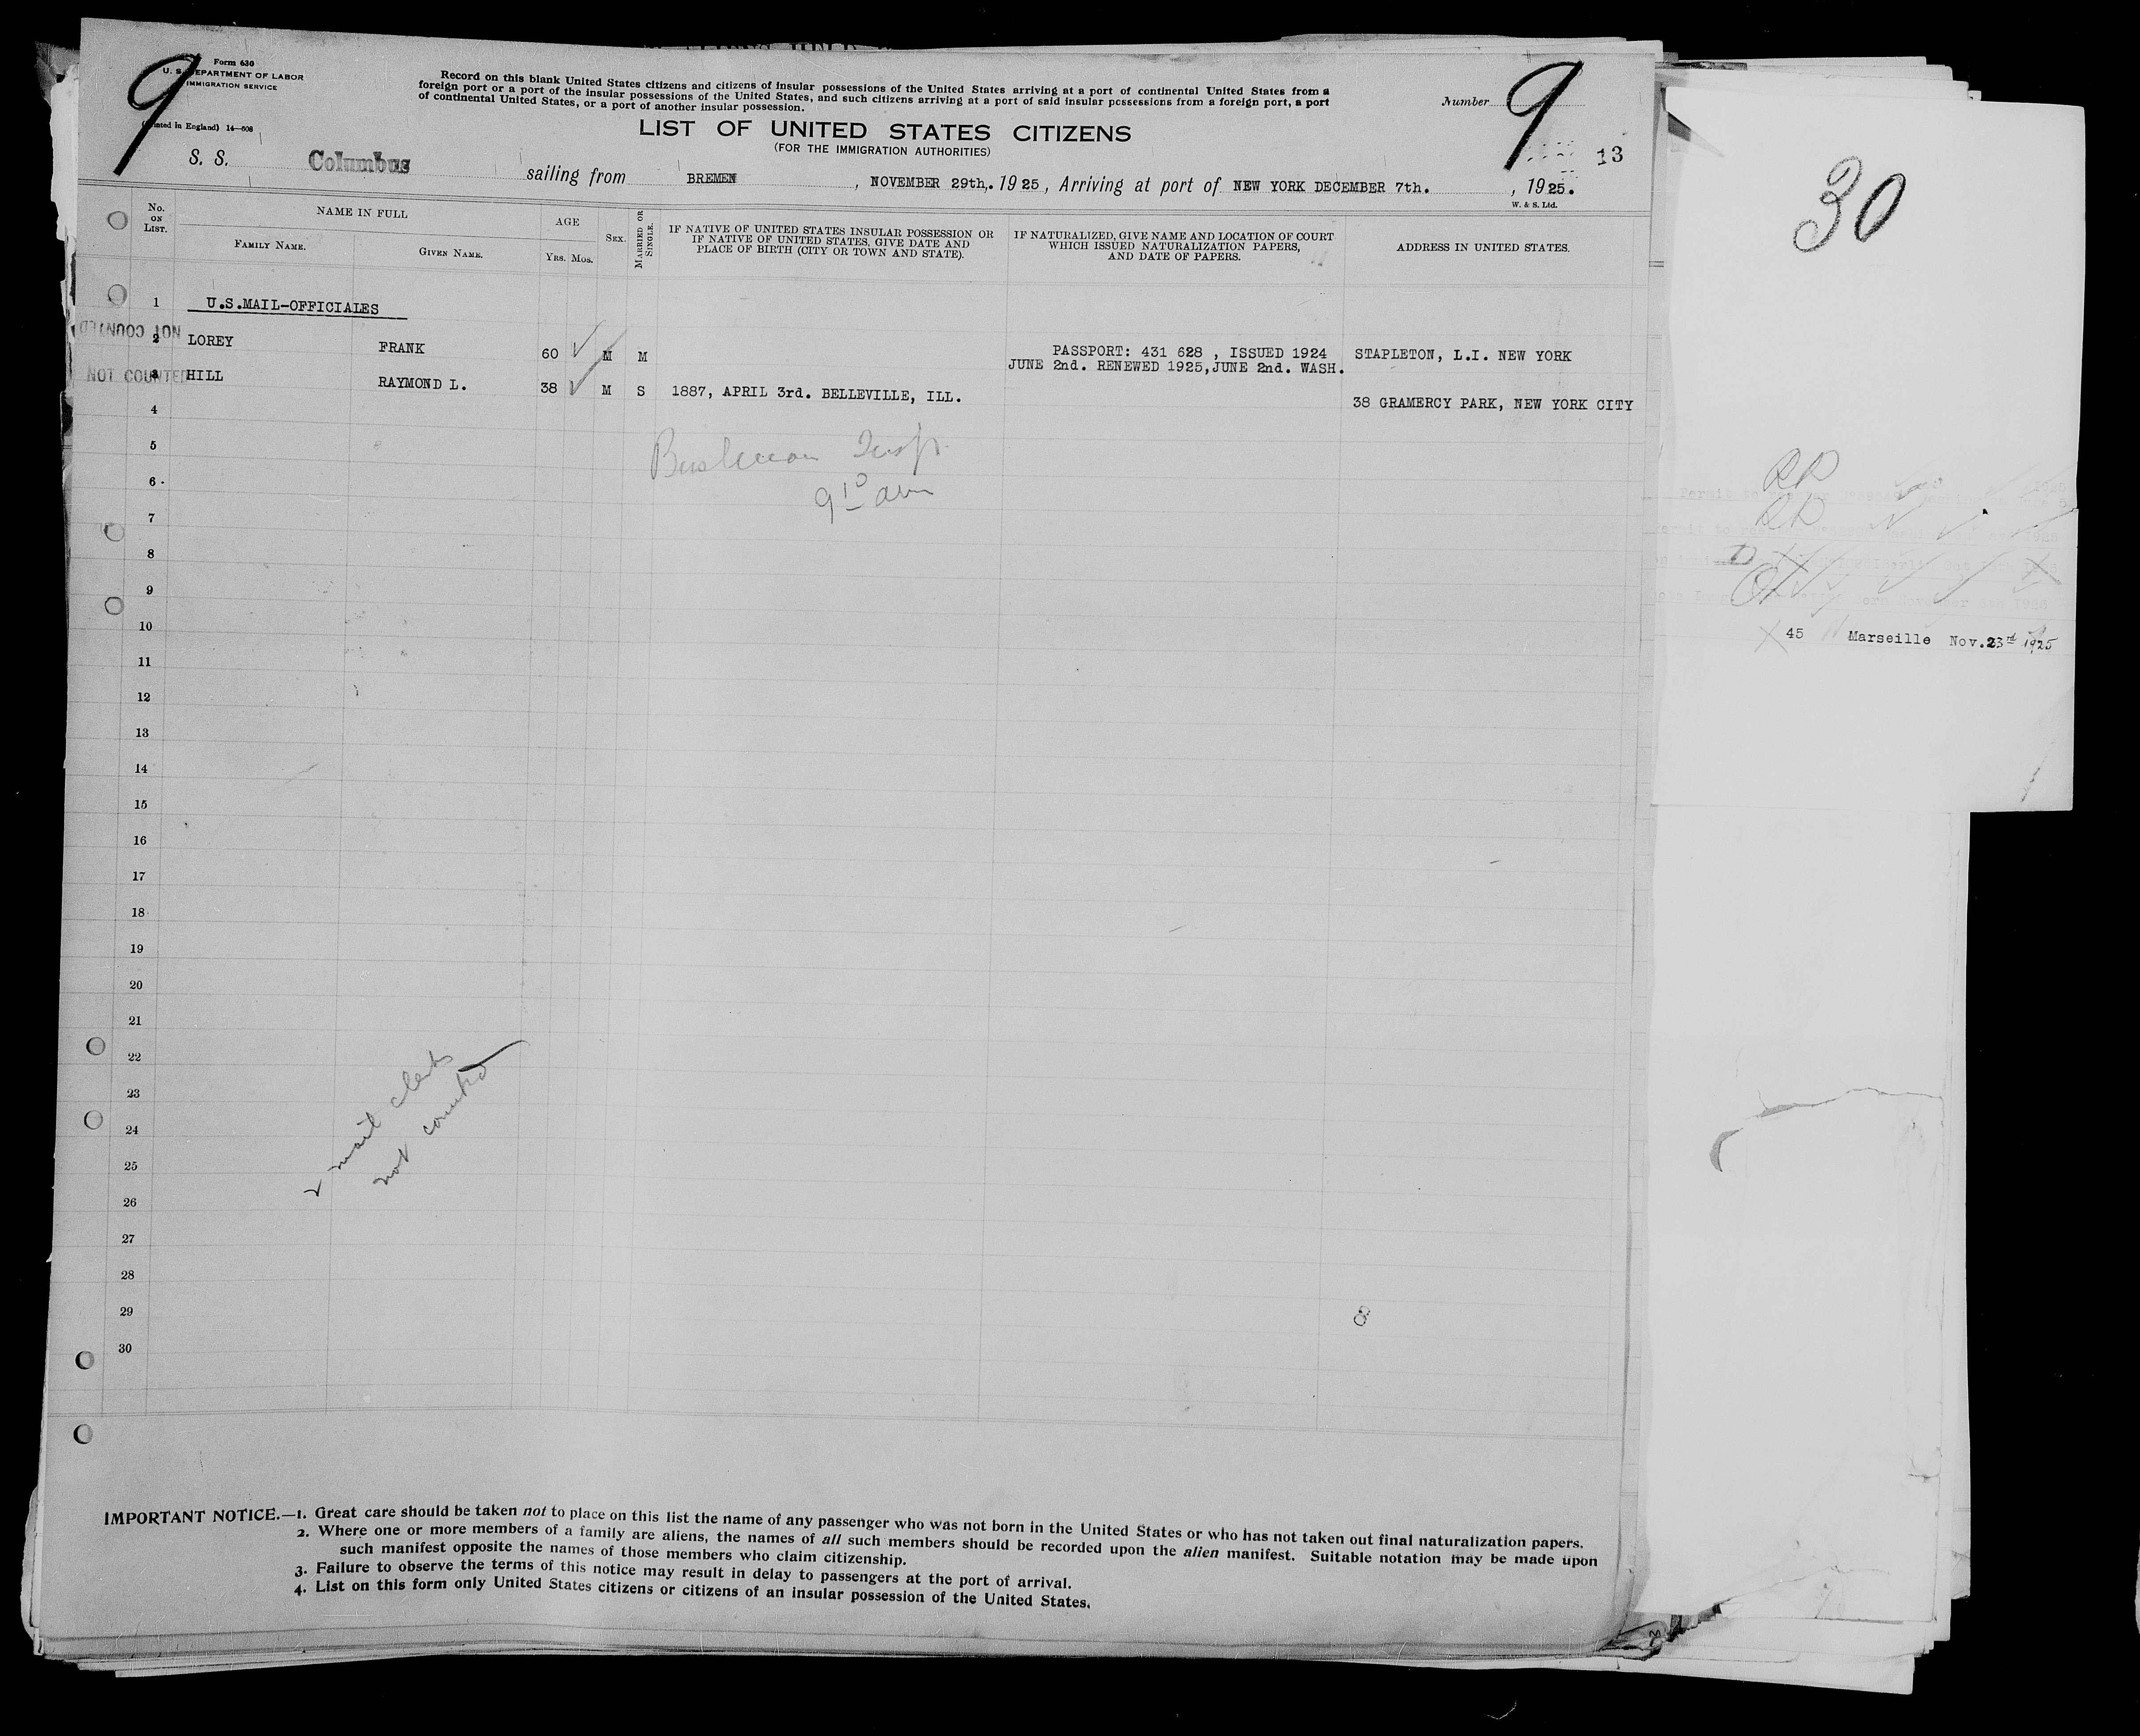 9
Form 630
U. S. DEPARTMENT OF LABOR
IMMIGRATION SERVICE
(Printed in England) 14—608
Record on this blank United States citizens and citizens of insular possessions of the United States arriving at a port of continental United States from a
foreign port or a port of the insular possessions of the United States, and such citizens arriving at a port of said insular possessions from a foreign port, a port
of continental United States, or a port of another insular possession.
Number 9
LIST OF UNITED STATES CITIZENS
(FOR THE IMMIGRATION AUTHORITIES)
13
S. S. Columbus sailing from BREMEN, NOVEMBER 29th,. 1925, Arriving at port of NEW YORK DECEMBER 7th. , 1925.
W. & S. Ltd.
No. ON LIST.
NAME IN FULL
FAMILY NAME.
GIVEN NAME.
AGE
YRS. MOS.
SEX.
MARRIED OR SINGLE.
IF NATIVE OF UNITED STATES INSULAR POSSESSION OR
IF NATIVE OF UNITED STATES, GIVE DATE AND
PLACE OF BIRTH (CITY OR TOWN AND STATE).
IF NATURALIZED, GIVE NAME AND LOCATION OF COURT
WHICH ISSUED NATURALIZATION PAPERS,
AND DATE OF PAPERS.
ADDRESS IN UNITED STATES.
1 U.S.MAIL-OFFICIALES
NOT COUNTED
2 LOREY FRANK 60 M M PASSPORT: 431 628 , ISSUED 1924 STAPLETON, L.I. NEW YORK
JUNE 2nd. RENEWED 1925,JUNE 2nd. WASH.
NOT COUNTED
3 HILL RAYMOND L. 38 M S 1887, APRIL 3rd. BELLEVILLE, ILL.
38 GRAMERCY PARK, NEW YORK CITY
4
5
6
7
8
9
10
11
12
13
14
15
16
17
18
19
20
21
22
23
24
25
26
27
28
29
30
2 mail clerks
not counted
8
IMPORTANT NOTICE.—1. Great care should be taken not to place on this list the name of any passenger who was not born in the United States or who has not taken out final naturalization papers.
2. Where one or more members of a family are aliens, the names of all such members should be recorded upon the alien manifest. Suitable notation may be made upon
such manifest opposite the names of those members who claim citizenship.
3. Failure to observe the terms of this notice may result in delay to passengers at the port of arrival.
4. List on this form only United States citizens or citizens of an insular possession of the United States.
30
45 Marseille Nov.23rd 1925